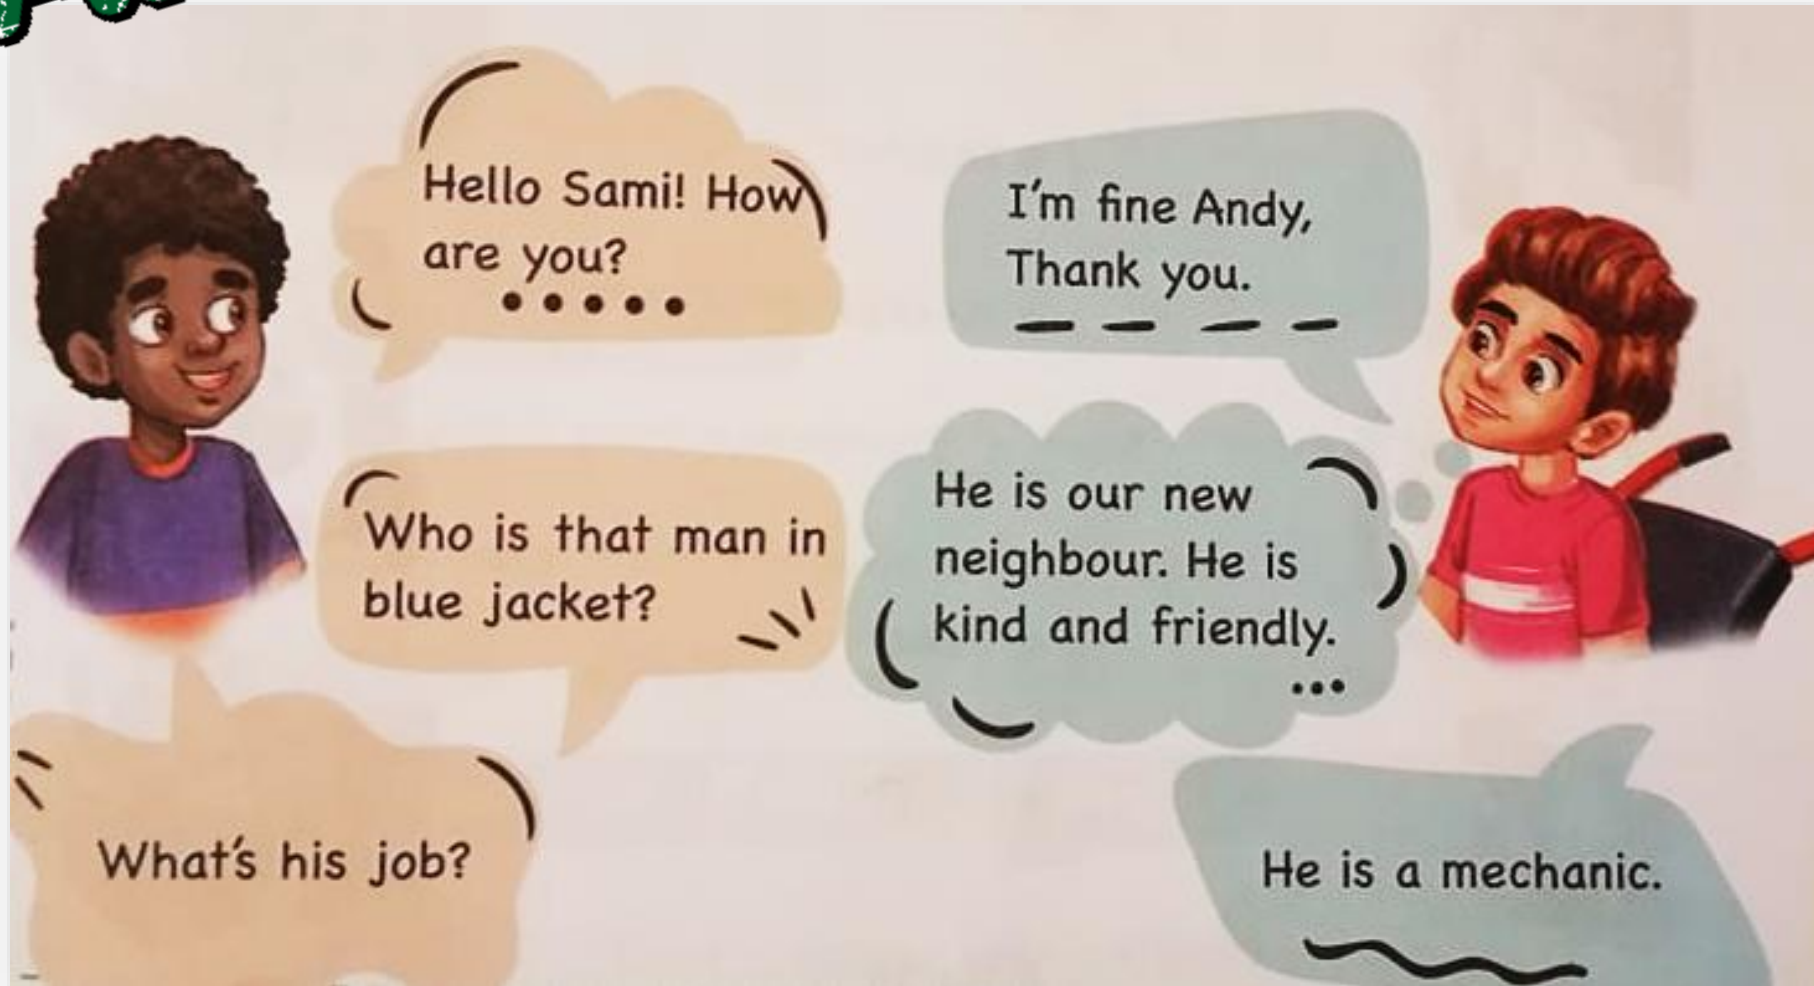 Hello Sami! How
are you?
I'm fine Andy,
Thank you.
Who is that man in
blue jacket?
He is our new
neighbour. He is
kind and friendly.
What's his job?
He is a mechanic.